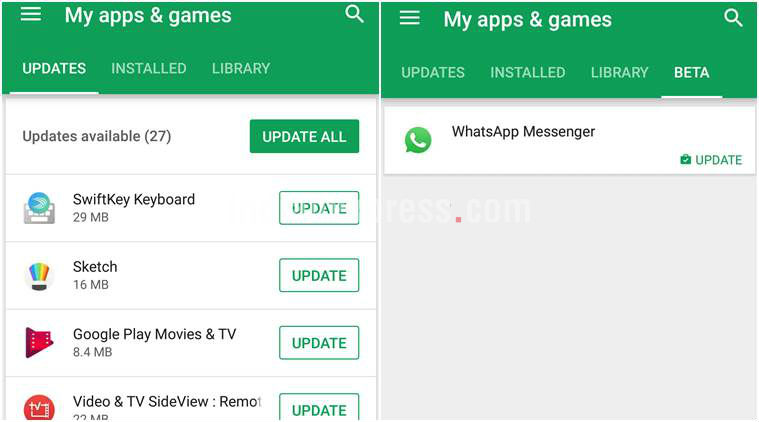 My apps & games
UPDATES INSTALLED LIBRARY
Updates available (27)
UPDATE ALL
SwiftKey Keyboard
29 MB
UPDATE
Sketch
16 MB
UPDATE
Google Play Movies & TV
8.4 MB
UPDATE
Video & TV SideView : Remot
22 MB
UPDATE
My apps & games
UPDATES INSTALLED LIBRARY BETA
WhatsApp Messenger
UPDATE
.com